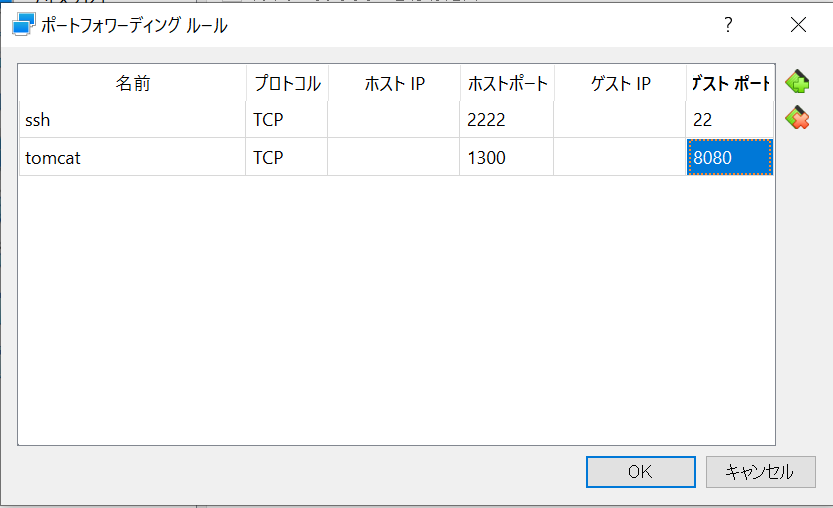 ポートフォワーディング ルール
名前 プロトコル ホスト IP ホストポート ゲスト IP ゲスト ポート
ssh TCP 2222 22
tomcat TCP 1300 8080
OK キャンセル